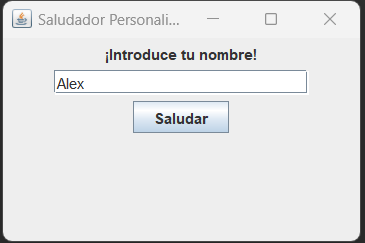 Saludador Personali...
¡Introduce tu nombre!
Alex
Saludar